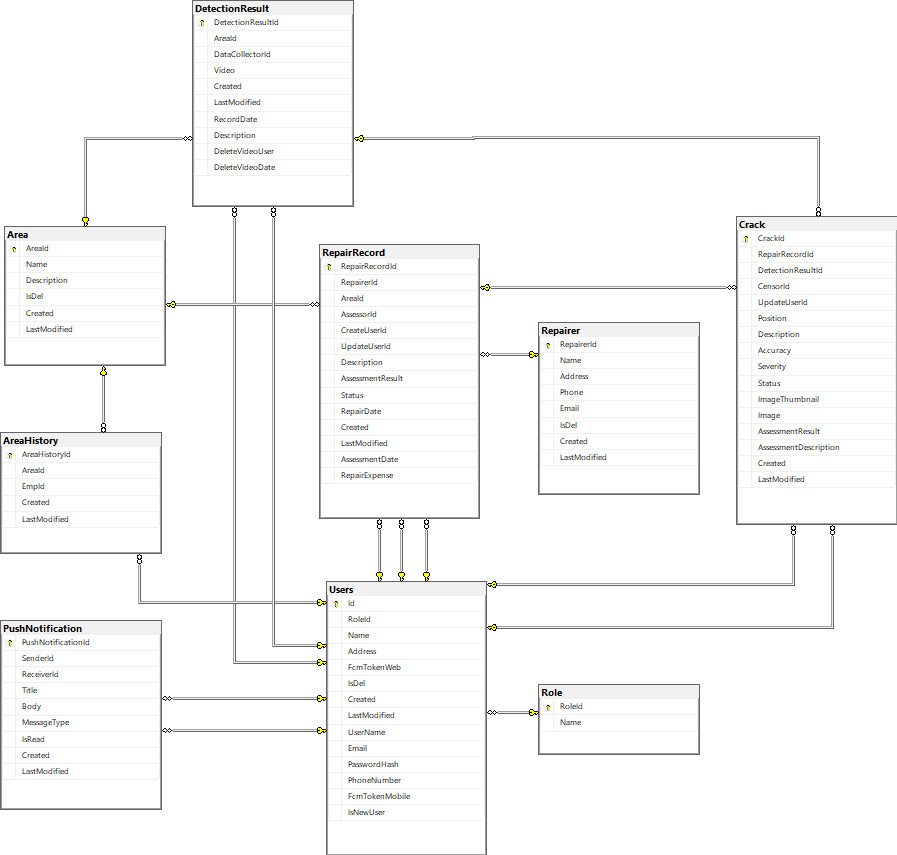 DetectionResult
DetectionResultId
AreaId
DataCollectorId
Video
Created
LastModified
RecordDate
Description
DeleteVideoUser
DeleteVideoDate
Area
AreaId
Name
Description
IsDel
Created
LastModified
RepairRecord
RepairRecordId
RepairerId
AreaId
AssessorId
CreateUserId
UpdateUserId
Description
AssessmentResult
Status
RepairDate
Created
LastModified
AssessmentDate
RepairExpense
Crack
CrackId
RepairRecordId
DetectionResultId
CensorId
UpdateUserId
Position
Description
Accuracy
Severity
Status
ImageThumbnail
Image
AssessmentResult
AssessmentDescription
Created
LastModified
Repairer
RepairerId
Name
Address
Phone
Email
IsDel
Created
LastModified
AreaHistory
AreaHistoryId
AreaId
EmpId
Created
LastModified
Users
Id
RoleId
Name
Address
FcmTokenWeb
IsDel
Created
LastModified
UserName
Email
PasswordHash
PhoneNumber
FcmTokenMobile
IsNewUser
PushNotification
PushNotificationId
SenderId
ReceiverId
Title
Body
MessageType
IsRead
Created
LastModified
Role
RoleId
Name